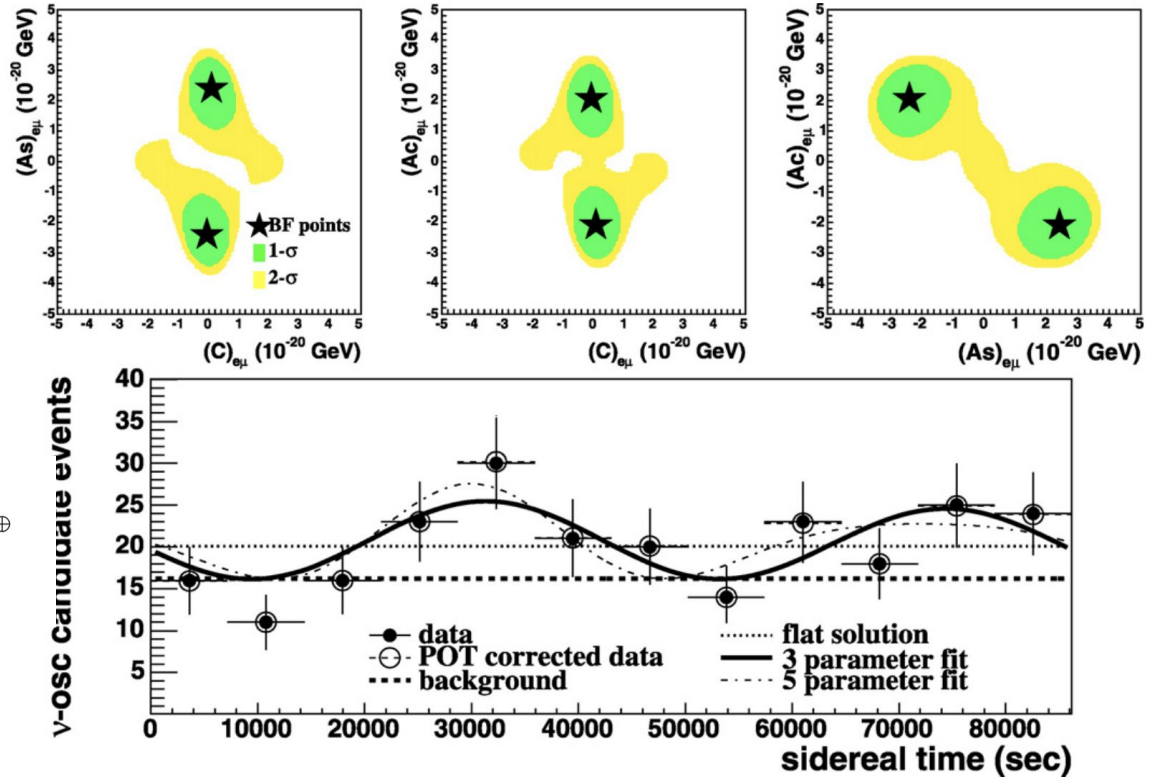 5
4
3
2
1
0
-1
-2
-3
-4
-5
(As)eμ (10⁻²⁰ GeV)
★BF points
1-σ
2-σ
-5 -4 -3 -2 -1 0 1 2 3 4 5
(C)eμ (10⁻²⁰ GeV)
5
4
3
2
1
0
-1
-2
-3
-4
-5
(Ac)eμ (10⁻²⁰ GeV)
-5 -4 -3 -2 -1 0 1 2 3 4 5
(C)eμ (10⁻²⁰ GeV)
5
4
3
2
1
0
-1
-2
-3
-4
-5
(Ac)eμ (10⁻²⁰ GeV)
-5 -4 -3 -2 -1 0 1 2 3 4 5
(As)eμ (10⁻²⁰ GeV)
⊕
ν-osc candidate events
40
35
30
25
20
15
10
5
data
POT corrected data
background
flat solution
3 parameter fit
5 parameter fit
0 10000 20000 30000 40000 50000 60000 70000 80000
sidereal time (sec)